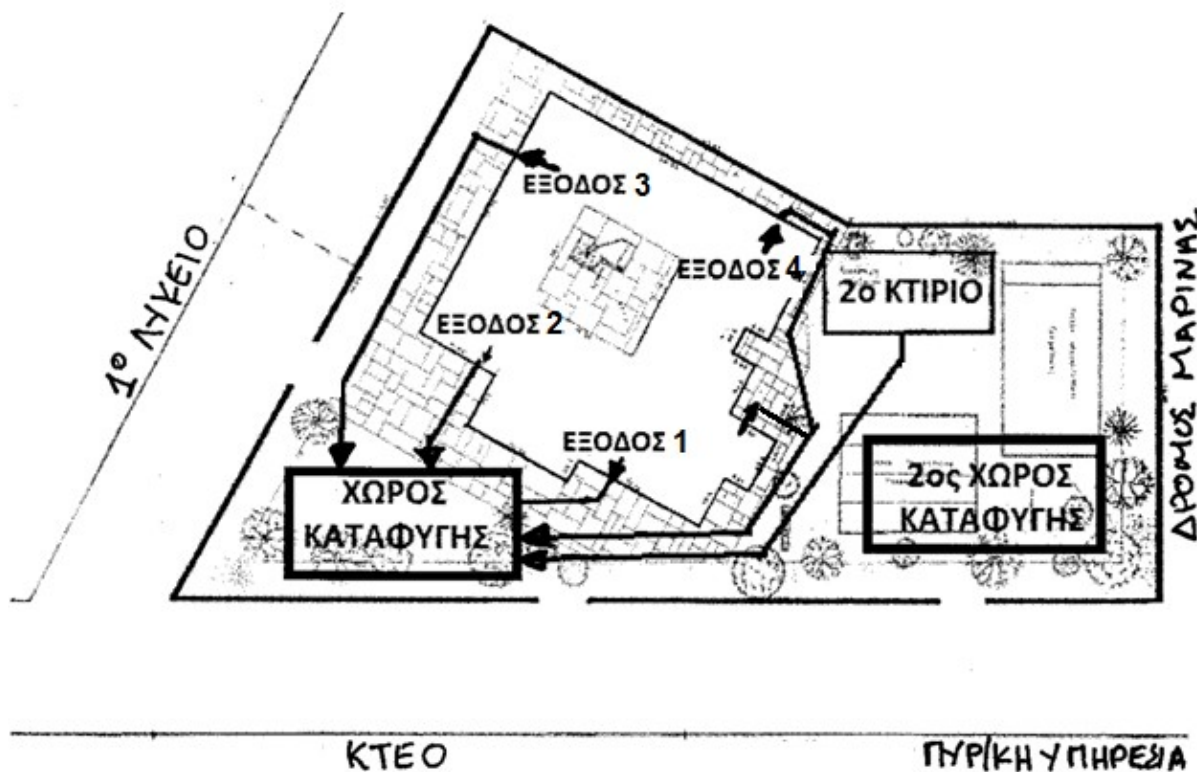 ΕΞΟΔΟΣ 3
1º ΛΥΚΕΙΟ
ΕΞΟΔΟΣ 4
2ο ΚΤΙΡΙΟ
ΕΞΟΔΟΣ 2
ΔΡΟΜΟΣ ΜΑΡΙΝΑΣ
ΕΞΟΔΟΣ 1
ΧΩΡΟΣ
ΚΑΤΑΦΥΓΗΣ
2ος ΧΩΡΟΣ
ΚΑΤΑΦΥΓΗΣ
ΚΤΕΟ
ΠΥΡ/ΚΗ ΥΠΗΡΕΣΙΑ